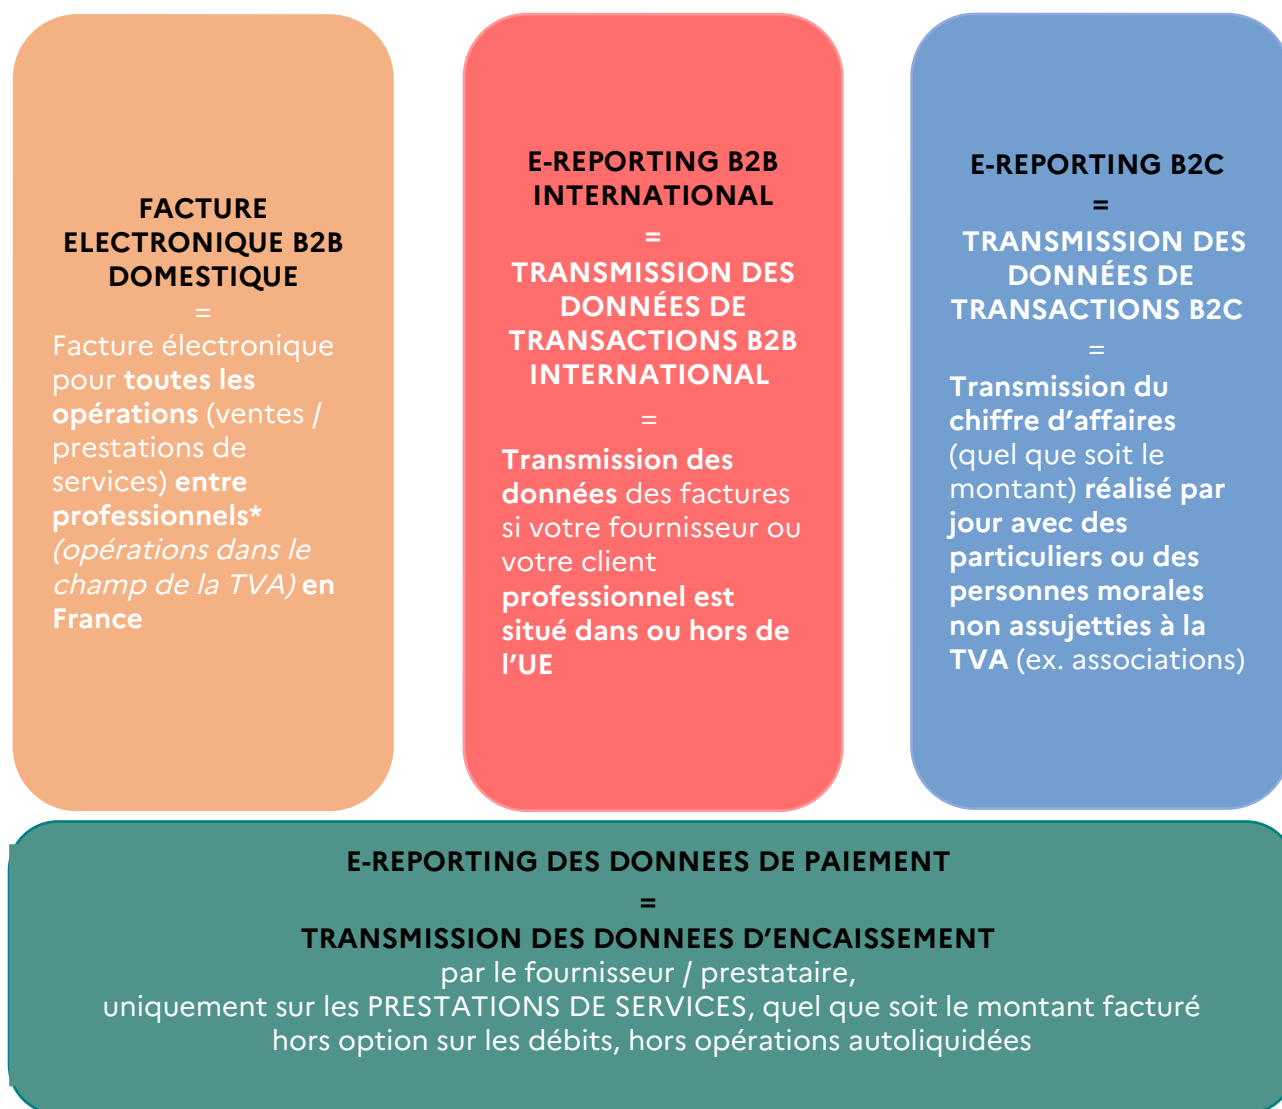 FACTURE
ELECTRONIQUE B2B
DOMESTIQUE
=
Facture électronique
pour toutes les
opérations (ventes /
prestations de
services) entre
professionnels*
(opérations dans le
champ de la TVA) en
France
E-REPORTING B2B
INTERNATIONAL
=
TRANSMISSION DES
DONNÉES DE
TRANSACTIONS B2B
INTERNATIONAL
=
Transmission des
données des factures
si votre fournisseur ou
votre client
professionnel est
situé dans ou hors de
l’UE
E-REPORTING B2C
=
TRANSMISSION DES
DONNÉES DE
TRANSACTIONS B2C
=
Transmission du
chiffre d’affaires
(quel que soit le
montant) réalisé par
jour avec des
particuliers ou des
personnes morales
non assujetties à la
TVA (ex. associations)
E-REPORTING DES DONNEES DE PAIEMENT
=
TRANSMISSION DES DONNEES D’ENCAISSEMENT
par le fournisseur / prestataire,
uniquement sur les PRESTATIONS DE SERVICES, quel que soit le montant facturé
hors option sur les débits, hors opérations autoliquidées